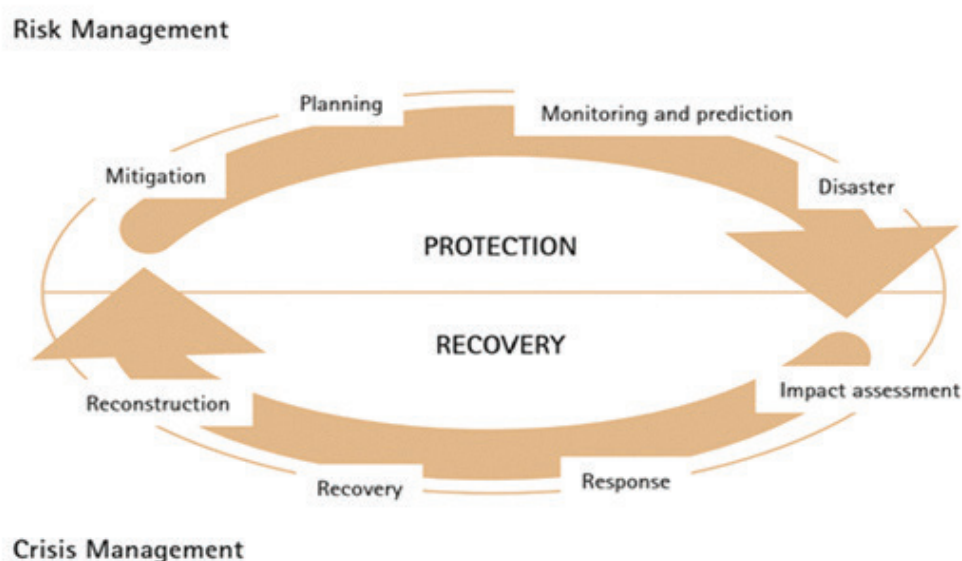 Risk Management
Planning
Monitoring and prediction
Mitigation
Disaster
PROTECTION
RECOVERY
Impact assessment
Reconstruction
Response
Recovery
Crisis Management